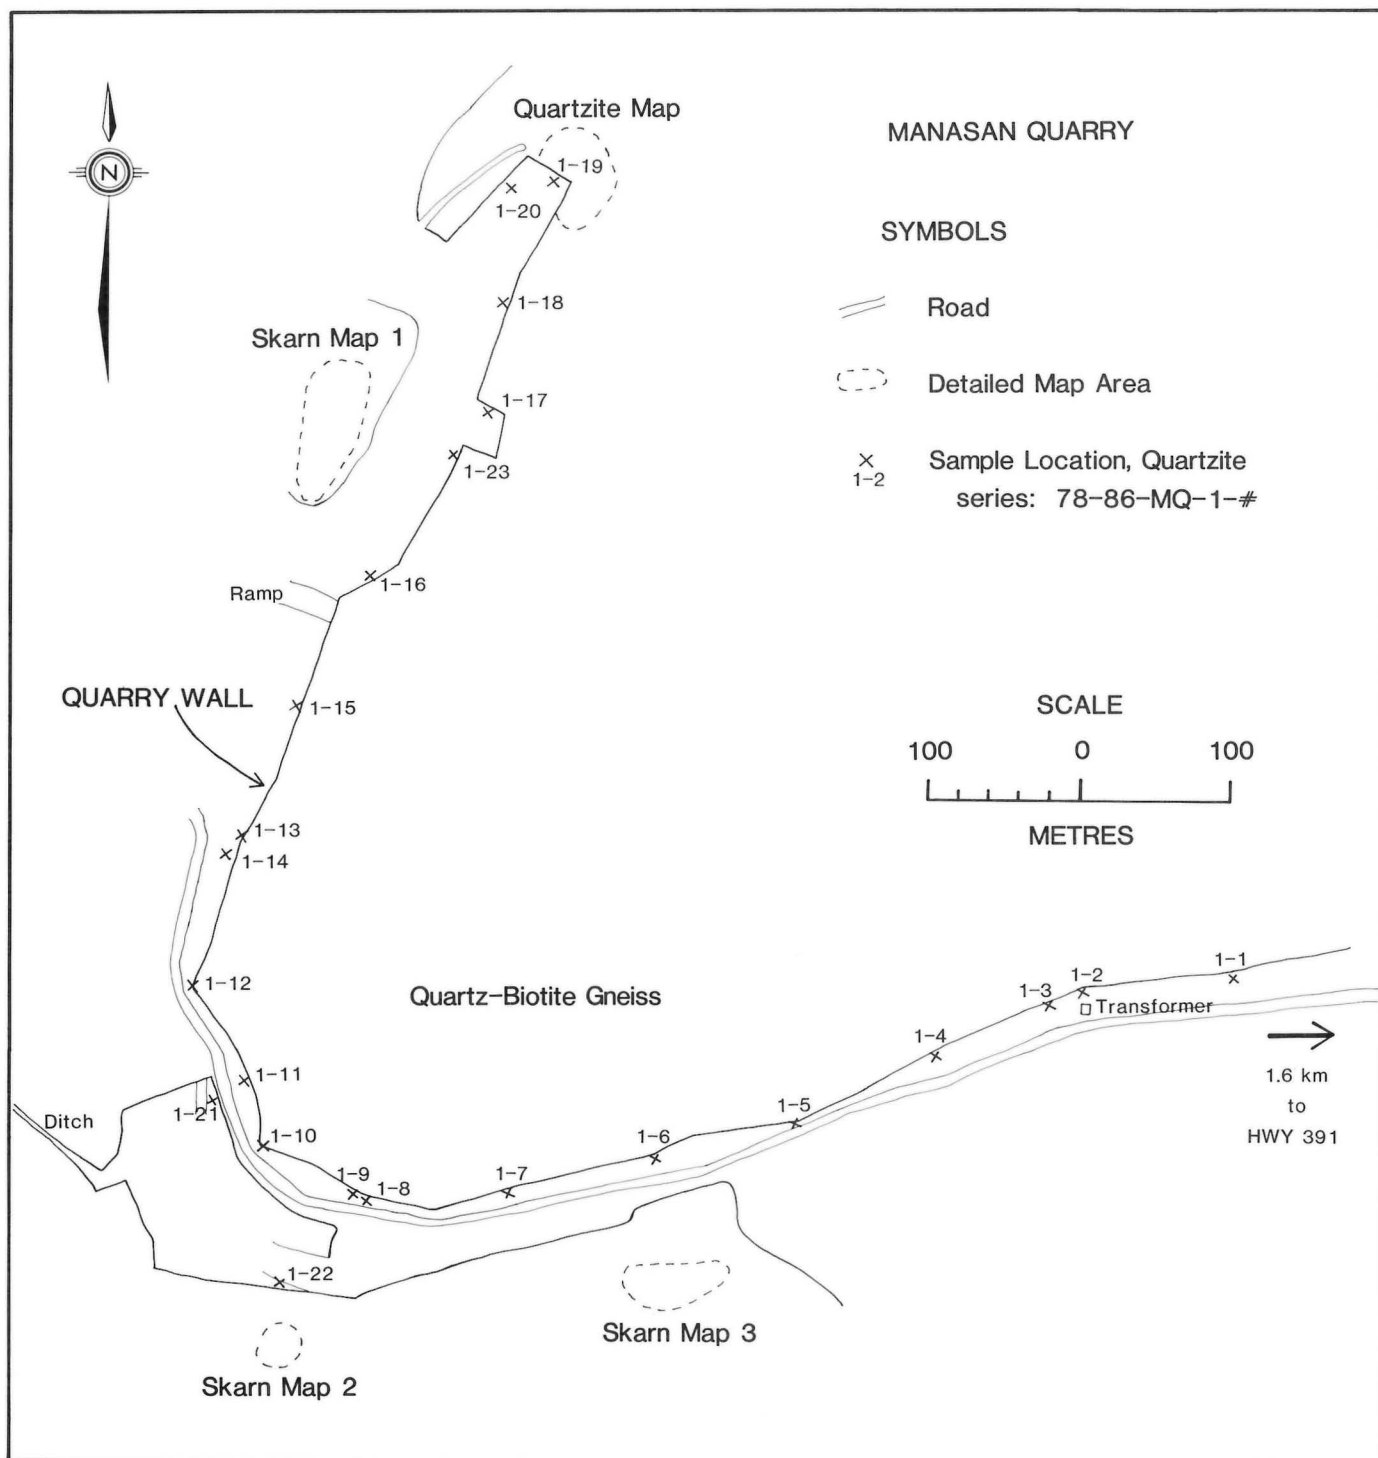 Quartzite Map
MANASAN QUARRY
N
1-19
1-20
SYMBOLS
1-18
Road
Skarn Map 1
Detailed Map Area
1-17
1-23
Sample Location, Quartzite
1-2
series: 78-86-MQ-1-#
1-16
Ramp
QUARRY WALL
1-15
SCALE
100 0 100
METRES
1-13
1-14
1-12
Quartz-Biotite Gneiss
1-1
1-2
1-3
Transformer
1-4
1.6 km
to
HWY 391
1-11
1-21
Ditch
1-5
1-10
1-6
1-9
1-8
1-7
1-22
Skarn Map 3
Skarn Map 2